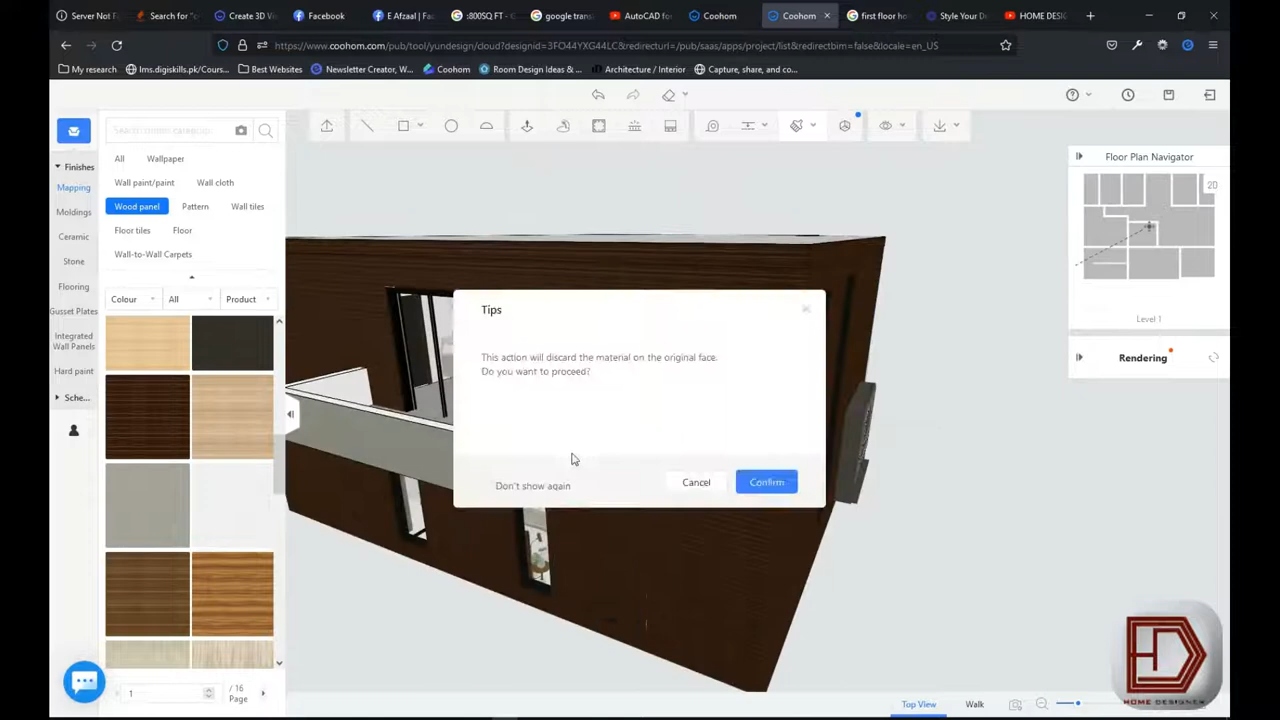 Server Not F
Search for "c
Create 3D Vi
Facebook
E Afzaal | Fac
:800SQ FT - G
google trans
AutoCAD for
Coohom
Coohom
first floor ho
Style Your D
HOME DESIG
https://www.coohom.com/pub/tool/yundesign/cloud?designid=3FO44YXG44LC&redirecturl=/pub/saas/apps/project/list&redirectbim=false&locale=en_US
My research
lms.digiskills.pk/Cours...
Best Websites
Newsletter Creator, W...
Coohom
Room Design Ideas & ...
Architecture / Interior
Capture, share, and co...
Finishes
Mapping
Moldings
Ceramic
Stone
Flooring
Gusset Plates
Integrated
Wall Panels
Hard paint
Sche...
All
Wallpaper
Wall paint/paint
Wall cloth
Wood panel
Pattern
Wall tiles
Floor tiles
Floor
Wall-to-Wall Carpets
Colour
All
Product
1
/ 16
Page
Tips
This action will discard the material on the original face.
Do you want to proceed?
Don't show again
Cancel
Confirm
Floor Plan Navigator
2D
Level 1
Rendering
HD
HOME DESIGNER
Top View
Walk